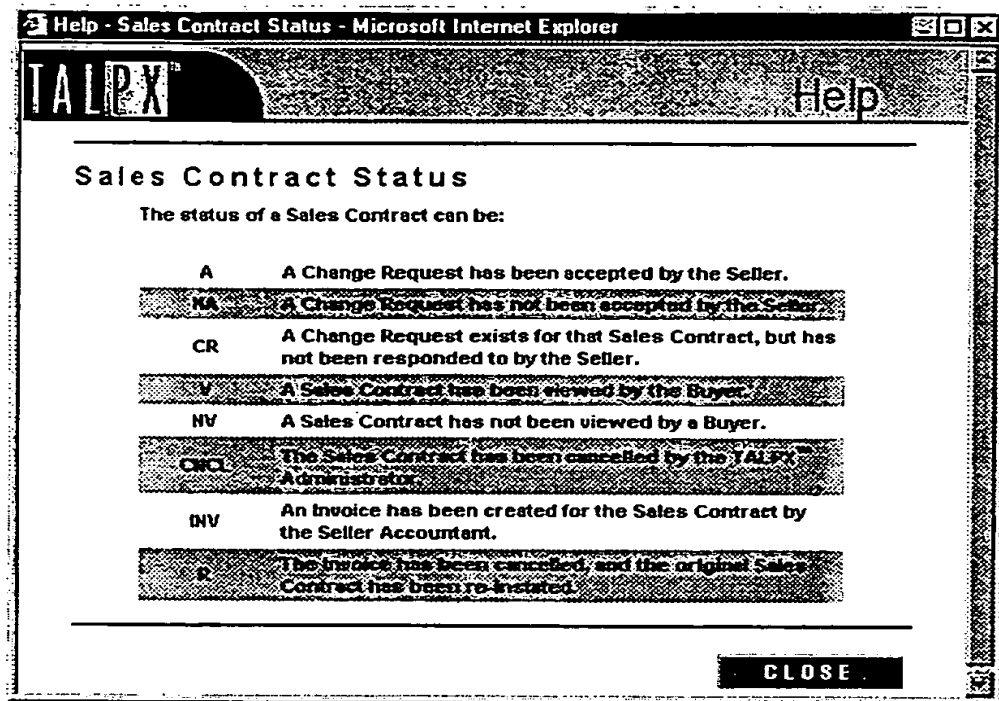 Help - Sales Contract Status - Microsoft Internet Explorer
TALPX™
Help
Sales Contract Status
The status of a Sales Contract can be:
A A Change Request has been accepted by the Seller.
NA A Change Request has not been accepted by the Seller.
CR A Change Request exists for that Sales Contract, but has
not been responded to by the Seller.
V A Sales Contract has been viewed by the Buyer.
NV A Sales Contract has not been viewed by a Buyer.
CNCL The Sales Contract has been cancelled by the TALPX™
Administrator.
INV An Invoice has been created for the Sales Contract by
the Seller Accountant.
R The Invoice has been cancelled, and the original Sales
Contract has been re-instated.
CLOSE